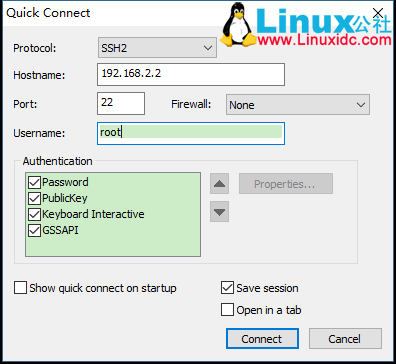 Quick Connect
Linux公社
www.Linuxidc.com
Protocol: SSH2
Hostname: 192.168.2.2
Port: 22 Firewall: None
Username: root
Authentication
Password
PublicKey
Keyboard Interactive
GSSAPI
Properties...
Show quick connect on startup
Save session
Open in a tab
Connect Cancel